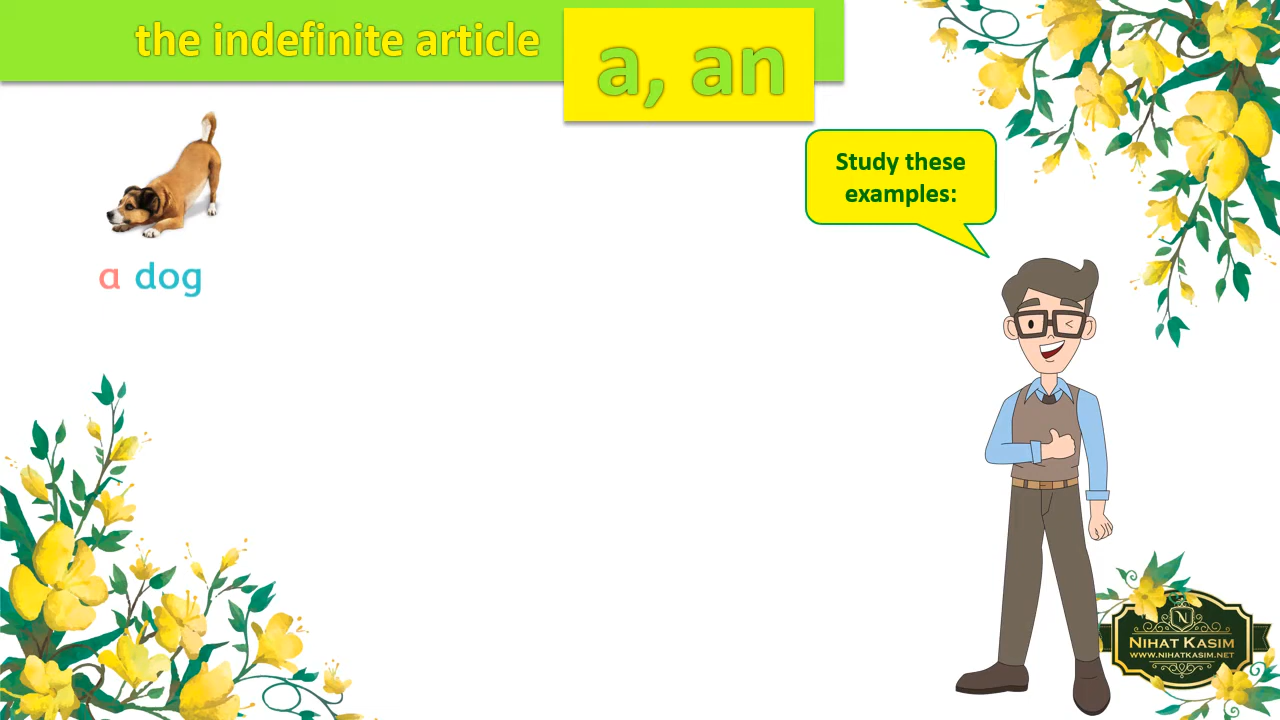 the indefinite article
a, an
Study these
examples:
a dog
N
NIHAT KASIM
WWW.NIHATKASIM.NET